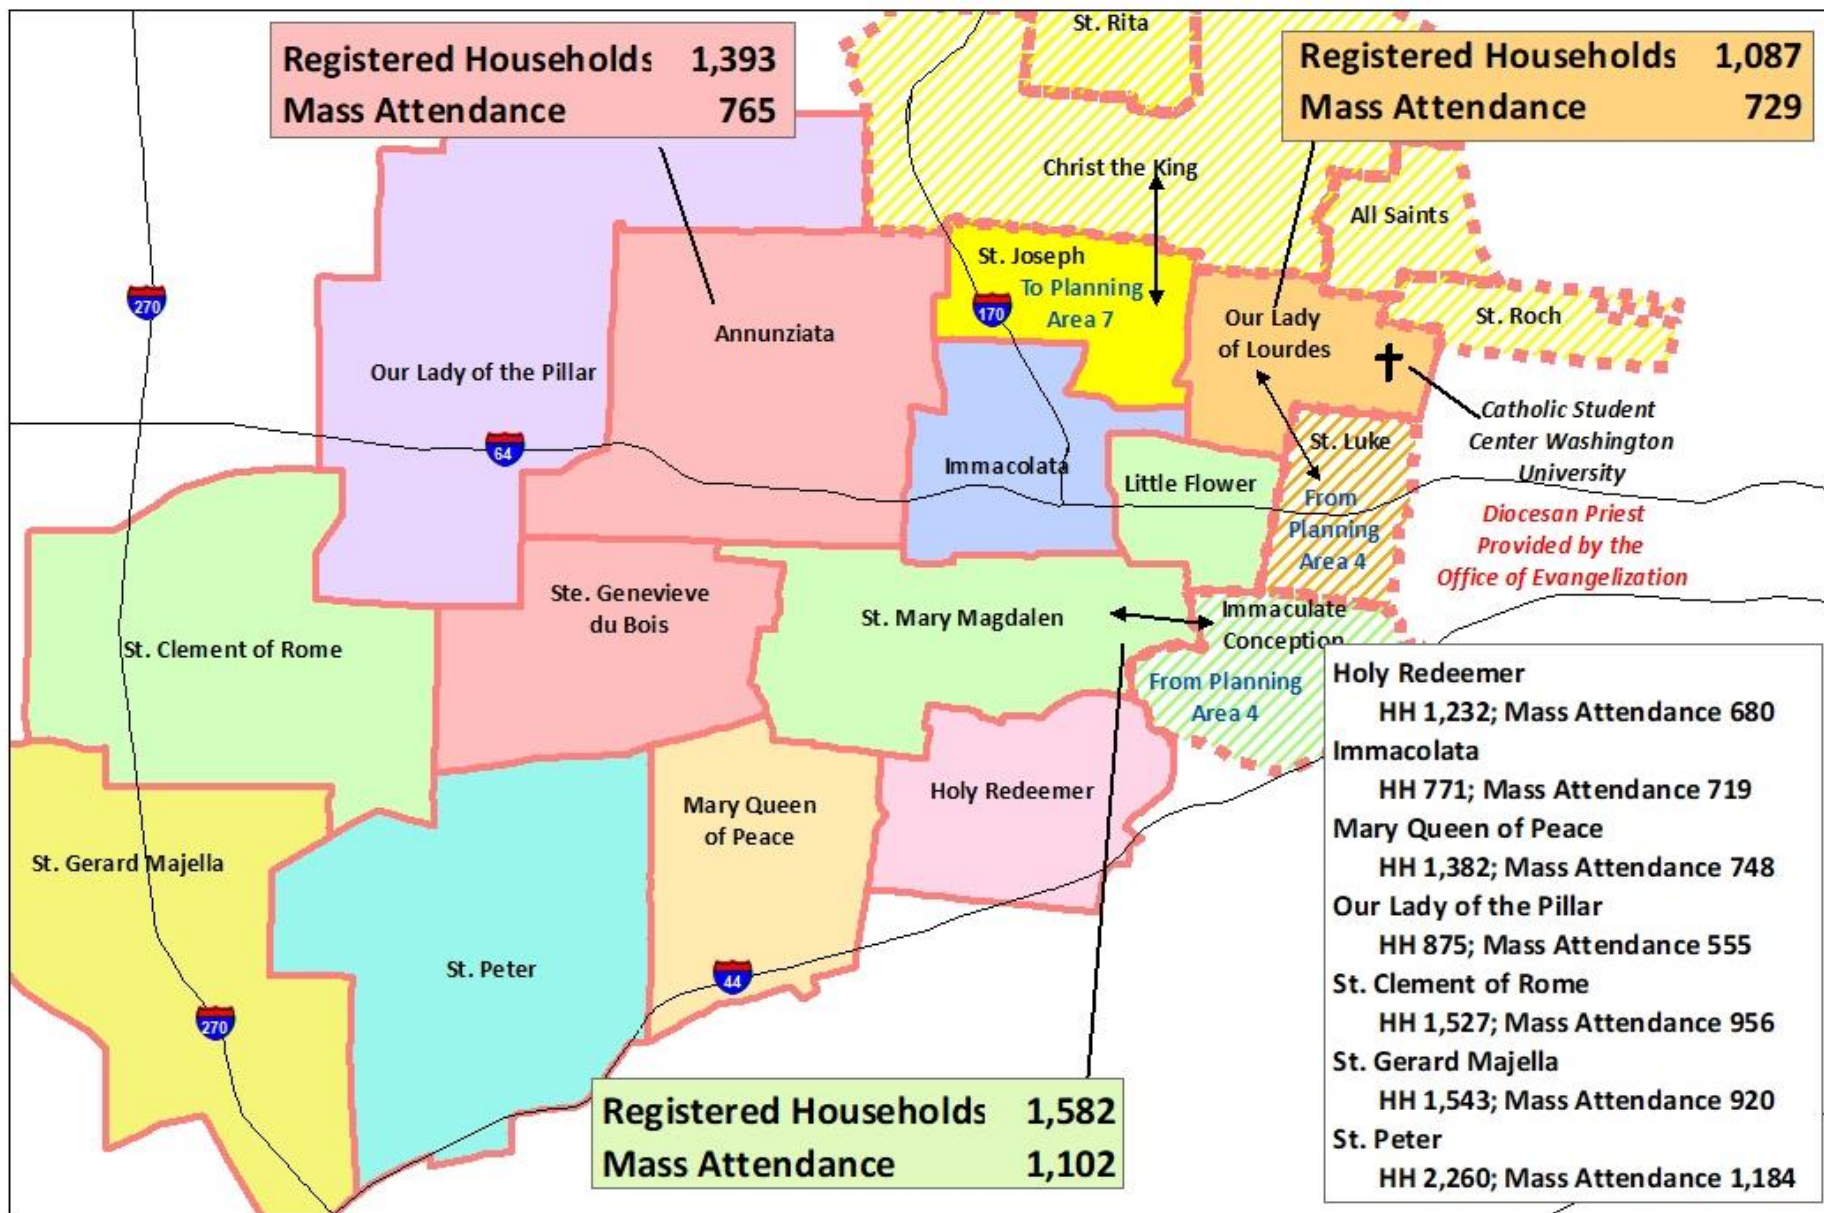 St. Rita
Registered Households 1,393
Mass Attendance 765
Registered Households 1,087
Mass Attendance 729
Christ the King
All Saints
St. Joseph
To Planning
Area 7
270
170
St. Roch
Our Lady
of Lourdes
Annunziata
Our Lady of the Pillar
Catholic Student
Center Washington
University
St. Luke
From
Planning
Area 4
64
Immacolata
Little Flower
Diocesan Priest
Provided by the
Office of Evangelization
Ste. Genevieve
du Bois
St. Mary Magdalen
Immaculate
Conception
From Planning
Area 4
St. Clement of Rome
Holy Redeemer
Mary Queen
of Peace
St. Gerard Majella
St. Peter
44
270
Registered Households 1,582
Mass Attendance 1,102
Holy Redeemer
HH 1,232; Mass Attendance 680
Immacolata
HH 771; Mass Attendance 719
Mary Queen of Peace
HH 1,382; Mass Attendance 748
Our Lady of the Pillar
HH 875; Mass Attendance 555
St. Clement of Rome
HH 1,527; Mass Attendance 956
St. Gerard Majella
HH 1,543; Mass Attendance 920
St. Peter
HH 2,260; Mass Attendance 1,184